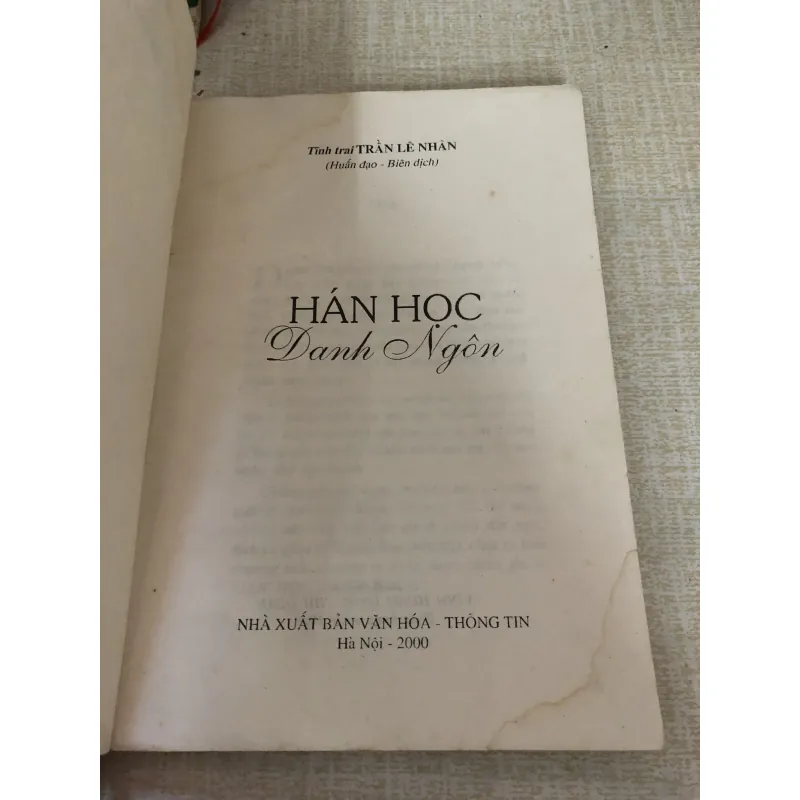 Tĩnh trai TRẦN LÊ NHÂN
(Huấn đạo - Biên dịch)
HÁN HỌC
Danh Ngôn
NHÀ XUẤT BẢN VĂN HÓA - THÔNG TIN
Hà Nội - 2000